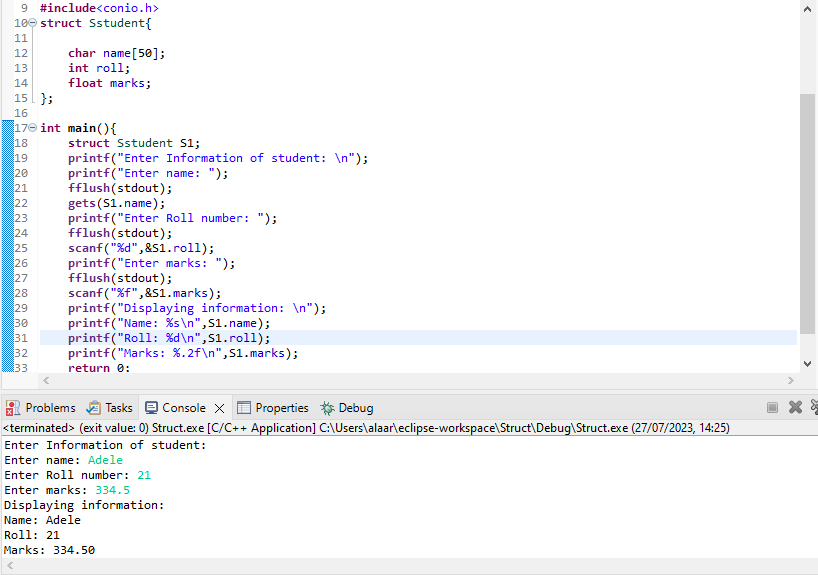 9 #include<conio.h>
10 struct Sstudent{
11
12 char name[50];
13 int roll;
14 float marks;
15 };
16
17 int main(){
18 struct Sstudent S1;
19 printf("Enter Information of student: \n");
20 printf("Enter name: ");
21 fflush(stdout);
22 gets(S1.name);
23 printf("Enter Roll number: ");
24 fflush(stdout);
25 scanf("%d",&S1.roll);
26 printf("Enter marks: ");
27 fflush(stdout);
28 scanf("%f",&S1.marks);
29 printf("Displaying information: \n");
30 printf("Name: %s\n",S1.name);
31 printf("Roll: %d\n",S1.roll);
32 printf("Marks: %.2f\n",S1.marks);
33 return 0;
Problems Tasks Console Properties Debug
<terminated> (exit value: 0) Struct.exe [C/C++ Application] C:\Users\alaar\eclipse-workspace\Struct\Debug\Struct.exe (27/07/2023, 14:25)
Enter Information of student:
Enter name: Adele
Enter Roll number: 21
Enter marks: 334.5
Displaying information:
Name: Adele
Roll: 21
Marks: 334.50